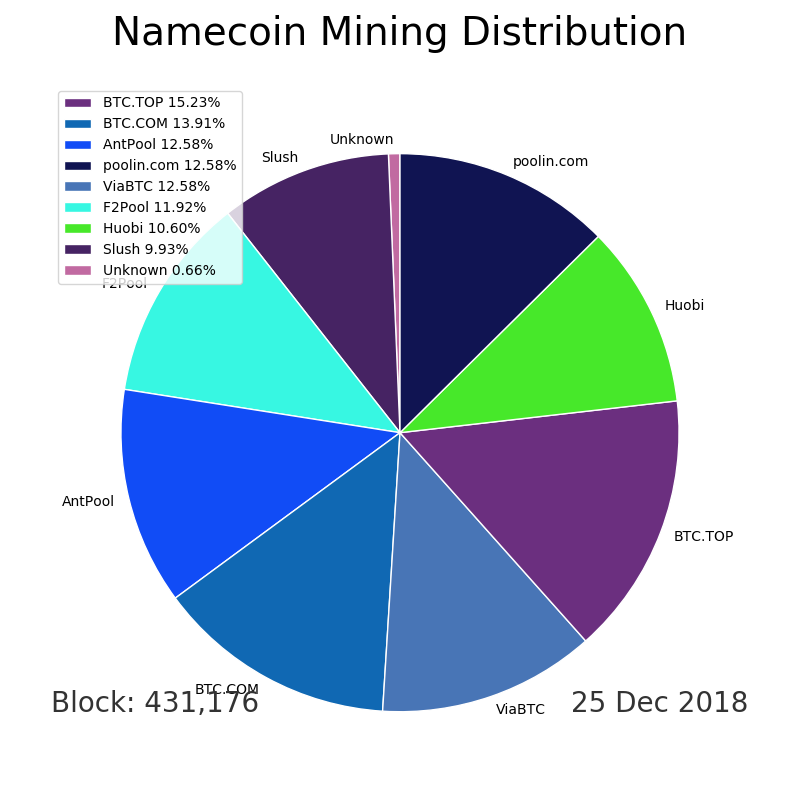 Namecoin Mining Distribution
BTC.TOP 15.23%
BTC.COM 13.91%
AntPool 12.58%
poolin.com 12.58%
ViaBTC 12.58%
F2Pool 11.92%
Huobi 10.60%
Slush 9.93%
Unknown 0.66%
Unknown
Slush
poolin.com
F2Pool
Huobi
AntPool
BTC.TOP
BTC.COM
ViaBTC
Block: 431,176
25 Dec 2018